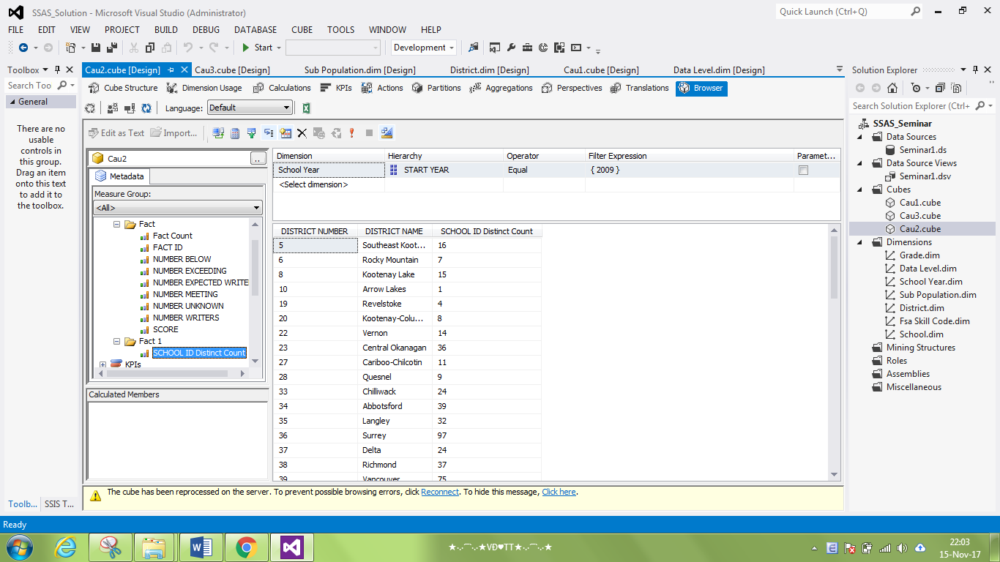 SSAS_Solution - Microsoft Visual Studio (Administrator)
Quick Launch (Ctrl+Q)
FILE EDIT VIEW PROJECT BUILD DEBUG DATABASE CUBE TOOLS WINDOW HELP
Start Development
Toolbox
Search Too
General
There are no
usable
controls in
this group.
Drag an item
onto this text
to add it to
the toolbox.
Toolb... SSIS T...
Cau2.cube [Design] Cau3.cube [Design] Sub Population.dim [Design] District.dim [Design] Cau1.cube [Design] Data Level.dim [Design]
Cube Structure Dimension Usage Calculations KPIs Actions Partitions Aggregations Perspectives Translations Browser
Language: Default
Edit as Text Import...
Cau2 ..
Metadata
Measure Group:
<All>
Fact
Fact Count
FACT ID
NUMBER BELOW
NUMBER EXCEEDING
NUMBER EXPECTED WRITE
NUMBER MEETING
NUMBER UNKNOWN
NUMBER WRITERS
SCORE
Fact 1
SCHOOL ID Distinct Count
KPIs
Calculated Members
Dimension Hierarchy Operator Filter Expression Paramet...
School Year START YEAR Equal { 2009 }
<Select dimension>
DISTRICT NUMBER DISTRICT NAME SCHOOL ID Distinct Count
5 Southeast Koot... 16
6 Rocky Mountain 7
8 Kootenay Lake 15
10 Arrow Lakes 1
19 Revelstoke 4
20 Kootenay-Colu... 8
22 Vernon 14
23 Central Okanagan 36
27 Cariboo-Chilcotin 11
28 Quesnel 9
33 Chilliwack 24
34 Abbotsford 39
35 Langley 32
36 Surrey 97
37 Delta 24
38 Richmond 37
39 Vancouver 75
The cube has been reprocessed on the server. To prevent possible browsing errors, click Reconnect. To hide this message, Click here.
Solution Explorer
Search Solution Explorer (Ctrl+
SSAS_Seminar
Data Sources
Seminar1.ds
Data Source Views
Seminar1.dsv
Cubes
Cau1.cube
Cau3.cube
Cau2.cube
Dimensions
Grade.dim
Data Level.dim
School Year.dim
Sub Population.dim
District.dim
Fsa Skill Code.dim
School.dim
Mining Structures
Roles
Assemblies
Miscellaneous
Ready
22:03
15-Nov-17